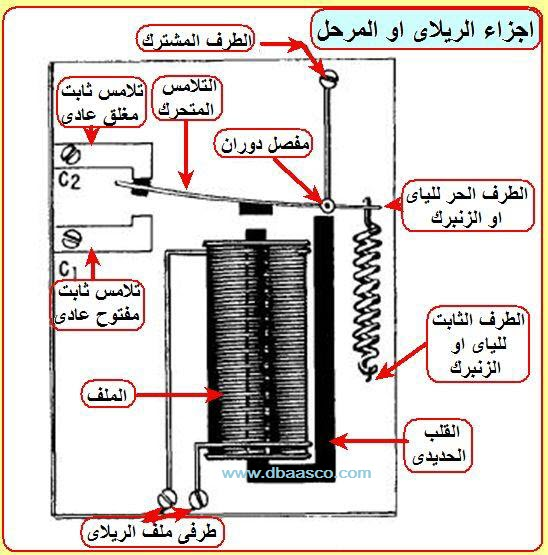 اجزاء الريلاى او المرحل
الطرف المشترك
تلامس ثابت
مغلق عادى
التلامس
المتحرك
مفصل دوران
C2
الطرف الحر للياى
او الزنبرك
C1
تلامس ثابت
مفتوح عادى
الطرف الثابت
للياى او
الزنبرك
الملف
القلب
الحديدى
www.dbaasco.com
طرفى ملف الريلاى